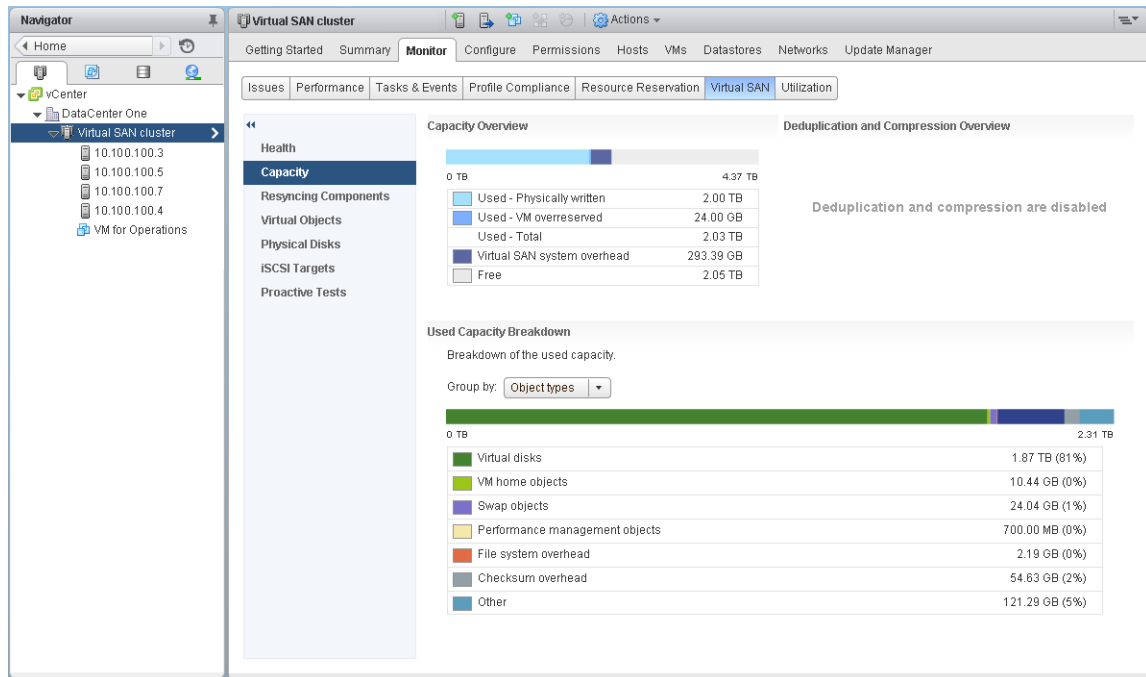 Navigator
Home
vCenter
DataCenter One
Virtual SAN cluster
10.100.100.3
10.100.100.5
10.100.100.7
10.100.100.4
VM for Operations
Virtual SAN cluster Actions
Getting Started Summary Monitor Configure Permissions Hosts VMs Datastores Networks Update Manager
Issues Performance Tasks & Events Profile Compliance Resource Reservation Virtual SAN Utilization
Health
Capacity
Resyncing Components
Virtual Objects
Physical Disks
iSCSI Targets
Proactive Tests
Capacity Overview
0 TB 4.37 TB
Used - Physically written 2.00 TB
Used - VM overreserved 24.00 GB
Used - Total 2.03 TB
Virtual SAN system overhead 293.39 GB
Free 2.05 TB
Deduplication and Compression Overview
Deduplication and compression are disabled
Used Capacity Breakdown
Breakdown of the used capacity.
Group by: Object types
0 TB 2.31 TB
Virtual disks 1.87 TB (81%)
VM home objects 10.44 GB (0%)
Swap objects 24.04 GB (1%)
Performance management objects 700.00 MB (0%)
File system overhead 2.19 GB (0%)
Checksum overhead 54.63 GB (2%)
Other 121.29 GB (5%)